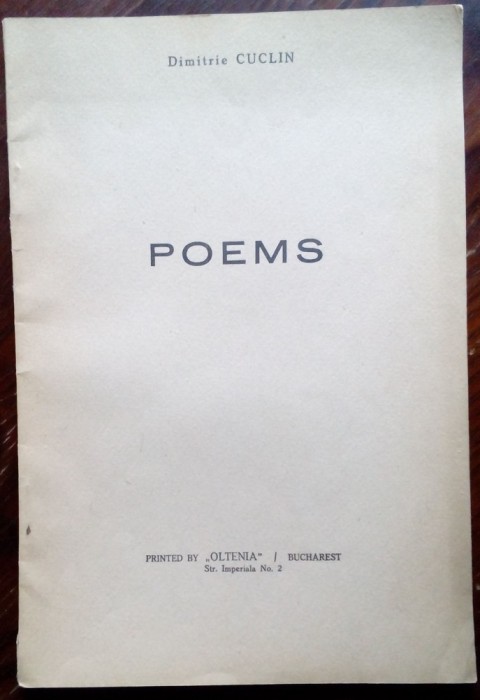 Dimitrie CUCLIN
POEMS
PRINTED BY „OLTENIA” / BUCHAREST
Str. Imperiala No. 2